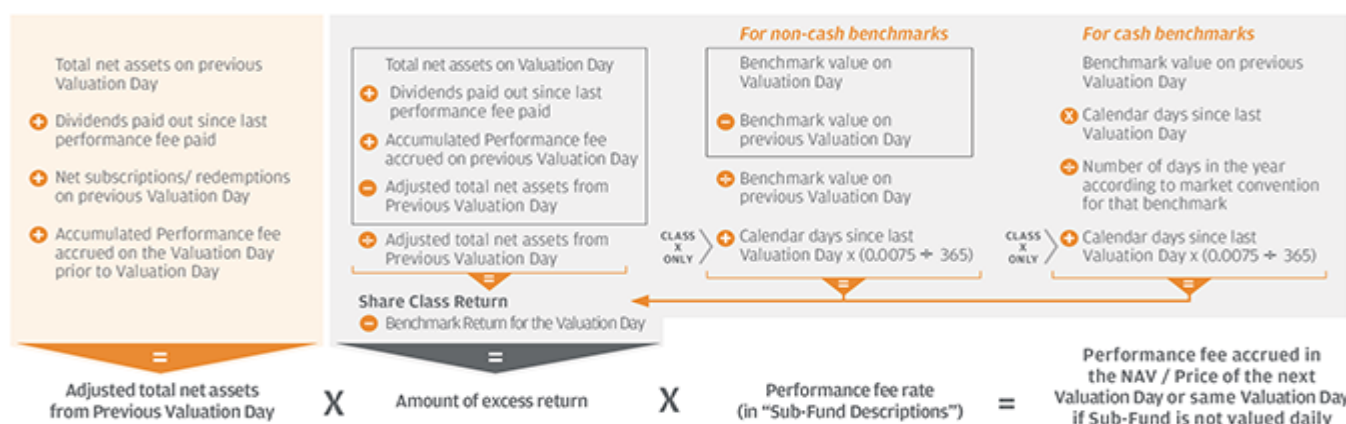 Total net assets on previous
Valuation Day
+ Dividends paid out since last
performance fee paid
+ Net subscriptions/ redemptions
on previous Valuation Day
+ Accumulated Performance fee
accrued on the Valuation Day
prior to Valuation Day
=
Adjusted total net assets
from Previous Valuation Day
X
Total net assets on Valuation Day
+ Dividends paid out since last
performance fee paid
+ Accumulated Performance fee
accrued on previous Valuation Day
− Adjusted total net assets from
Previous Valuation Day
÷ Adjusted total net assets from
Previous Valuation Day
=
Share Class Return
− Benchmark Return for the Valuation Day
=
Amount of excess return
For non-cash benchmarks
Benchmark value on
Valuation Day
− Benchmark value on
previous Valuation Day
÷ Benchmark value on
previous Valuation Day
CLASS
X
ONLY
+ Calendar days since last
Valuation Day x (0.0075 ÷ 365)
=
For cash benchmarks
Benchmark value on previous
Valuation Day
x Calendar days since last
Valuation Day
÷ Number of days in the year
according to market convention
for that benchmark
CLASS
X
ONLY
+ Calendar days since last
Valuation Day x (0.0075 ÷ 365)
=
X
Performance fee rate
(in “Sub-Fund Descriptions”)
=
Performance fee accrued in
the NAV / Price of the next
Valuation Day or same Valuation Day
if Sub-Fund is not valued daily